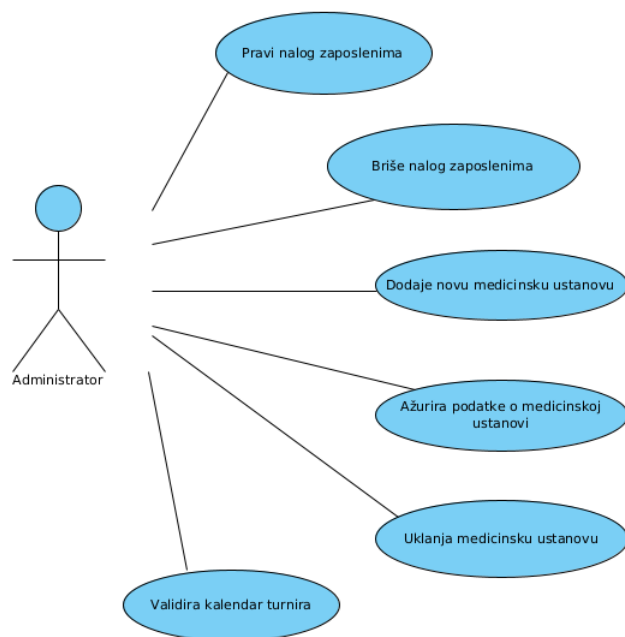 Pravi nalog zaposlenima
Briše nalog zaposlenima
Dodaje novu medicinsku ustanovu
Administrator
Ažurira podatke o medicinskoj
ustanovi
Uklanja medicinsku ustanovu
Validira kalendar turnira